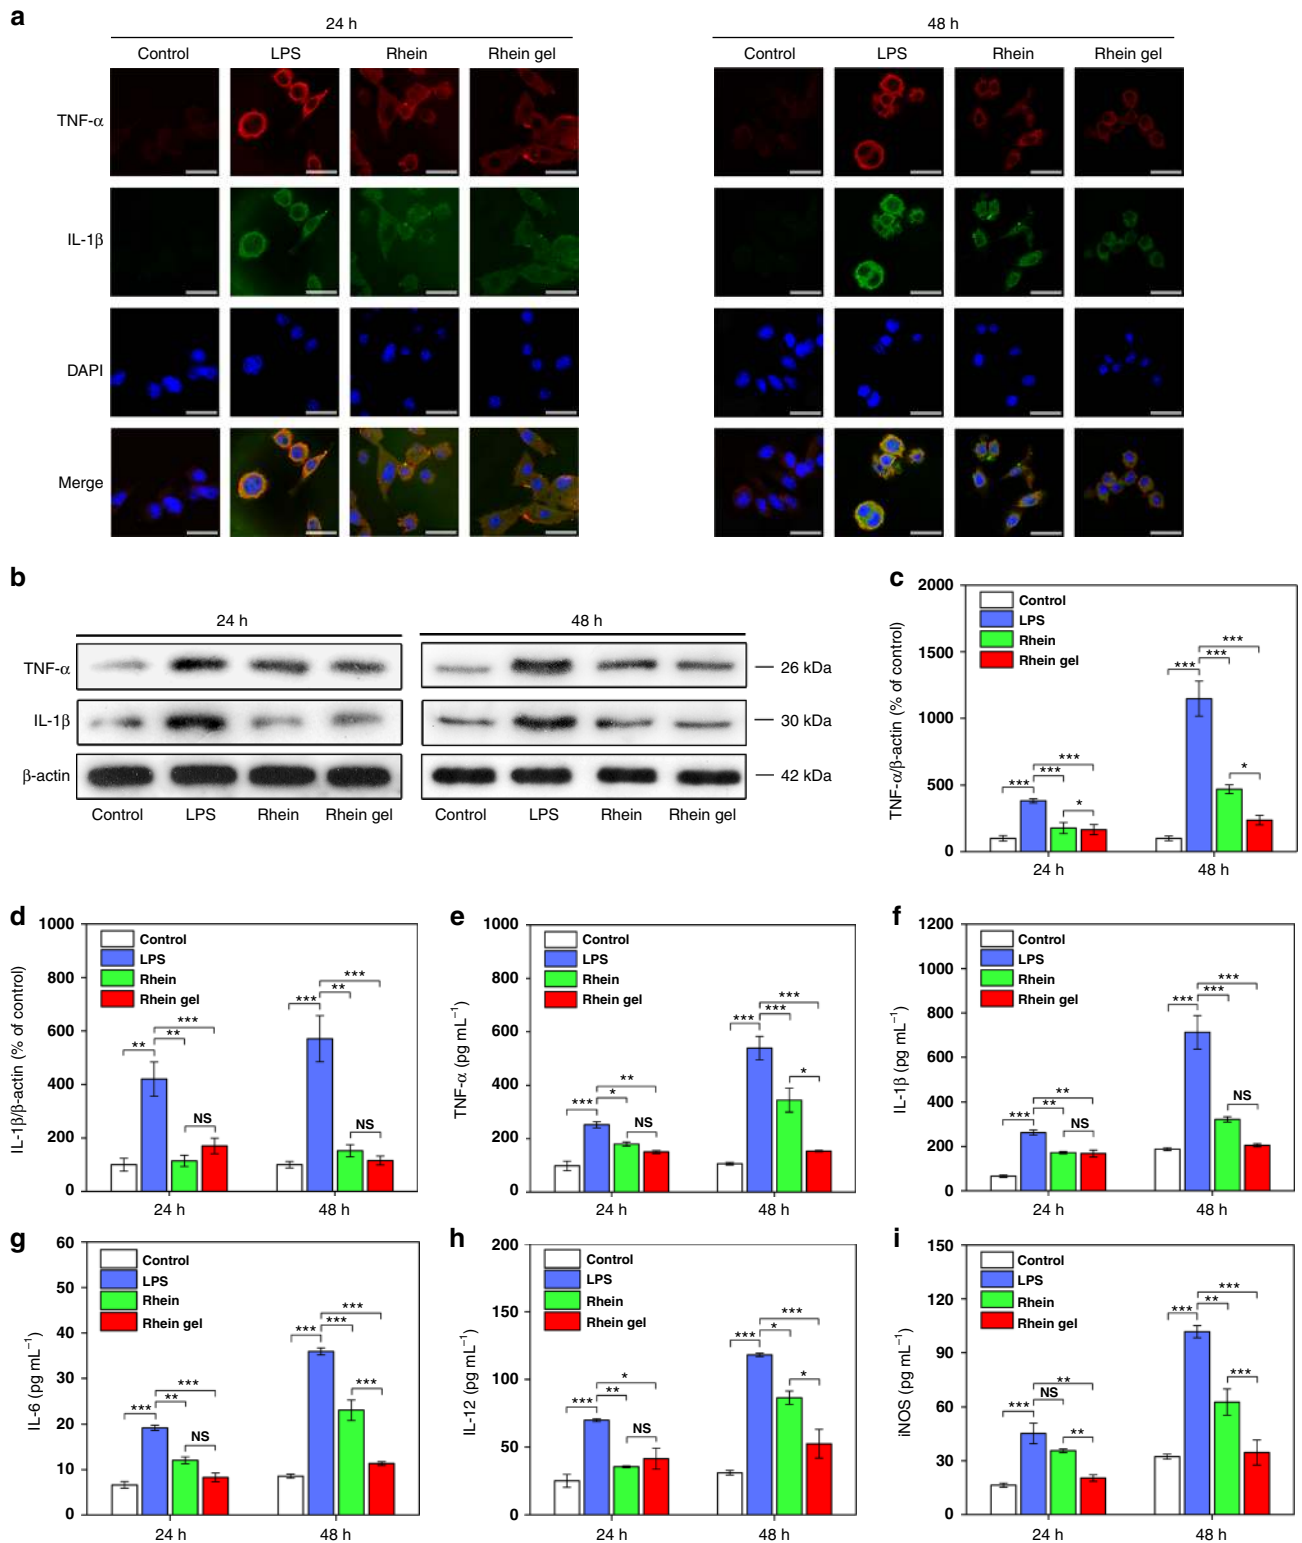 a
24 h
48 h
Control LPS Rhein Rhein gel
Control LPS Rhein Rhein gel
TNF-α
IL-1β
DAPI
Merge
b
24 h
48 h
TNF-α
26 kDa
IL-1β
30 kDa
β-actin
42 kDa
Control LPS Rhein Rhein gel
Control LPS Rhein Rhein gel
c
TNF-α/β-actin (% of control)
2000
1500
1000
500
0
Control
LPS
Rhein
Rhein gel
*** *** *** *
*** *** *** *
24 h 48 h
d
IL-1β/β-actin (% of control)
1000
800
600
400
200
0
Control
LPS
Rhein
Rhein gel
** ** *** NS
*** ** *** NS
24 h 48 h
e
TNF-α (pg mL⁻¹)
1000
800
600
400
200
0
Control
LPS
Rhein
Rhein gel
*** * ** NS
*** *** *** *
24 h 48 h
f
IL-1β (pg mL⁻¹)
1200
1000
800
600
400
200
0
Control
LPS
Rhein
Rhein gel
*** ** ** NS
*** *** *** NS
24 h 48 h
g
IL-6 (pg mL⁻¹)
60
50
40
30
20
10
0
Control
LPS
Rhein
Rhein gel
*** ** *** NS
*** *** *** ***
24 h 48 h
h
IL-12 (pg mL⁻¹)
200
150
100
50
0
Control
LPS
Rhein
Rhein gel
*** ** * NS
*** * *** *
24 h 48 h
i
iNOS (pg mL⁻¹)
150
120
90
60
30
0
Control
LPS
Rhein
Rhein gel
*** NS ** **
*** ** *** ***
24 h 48 h